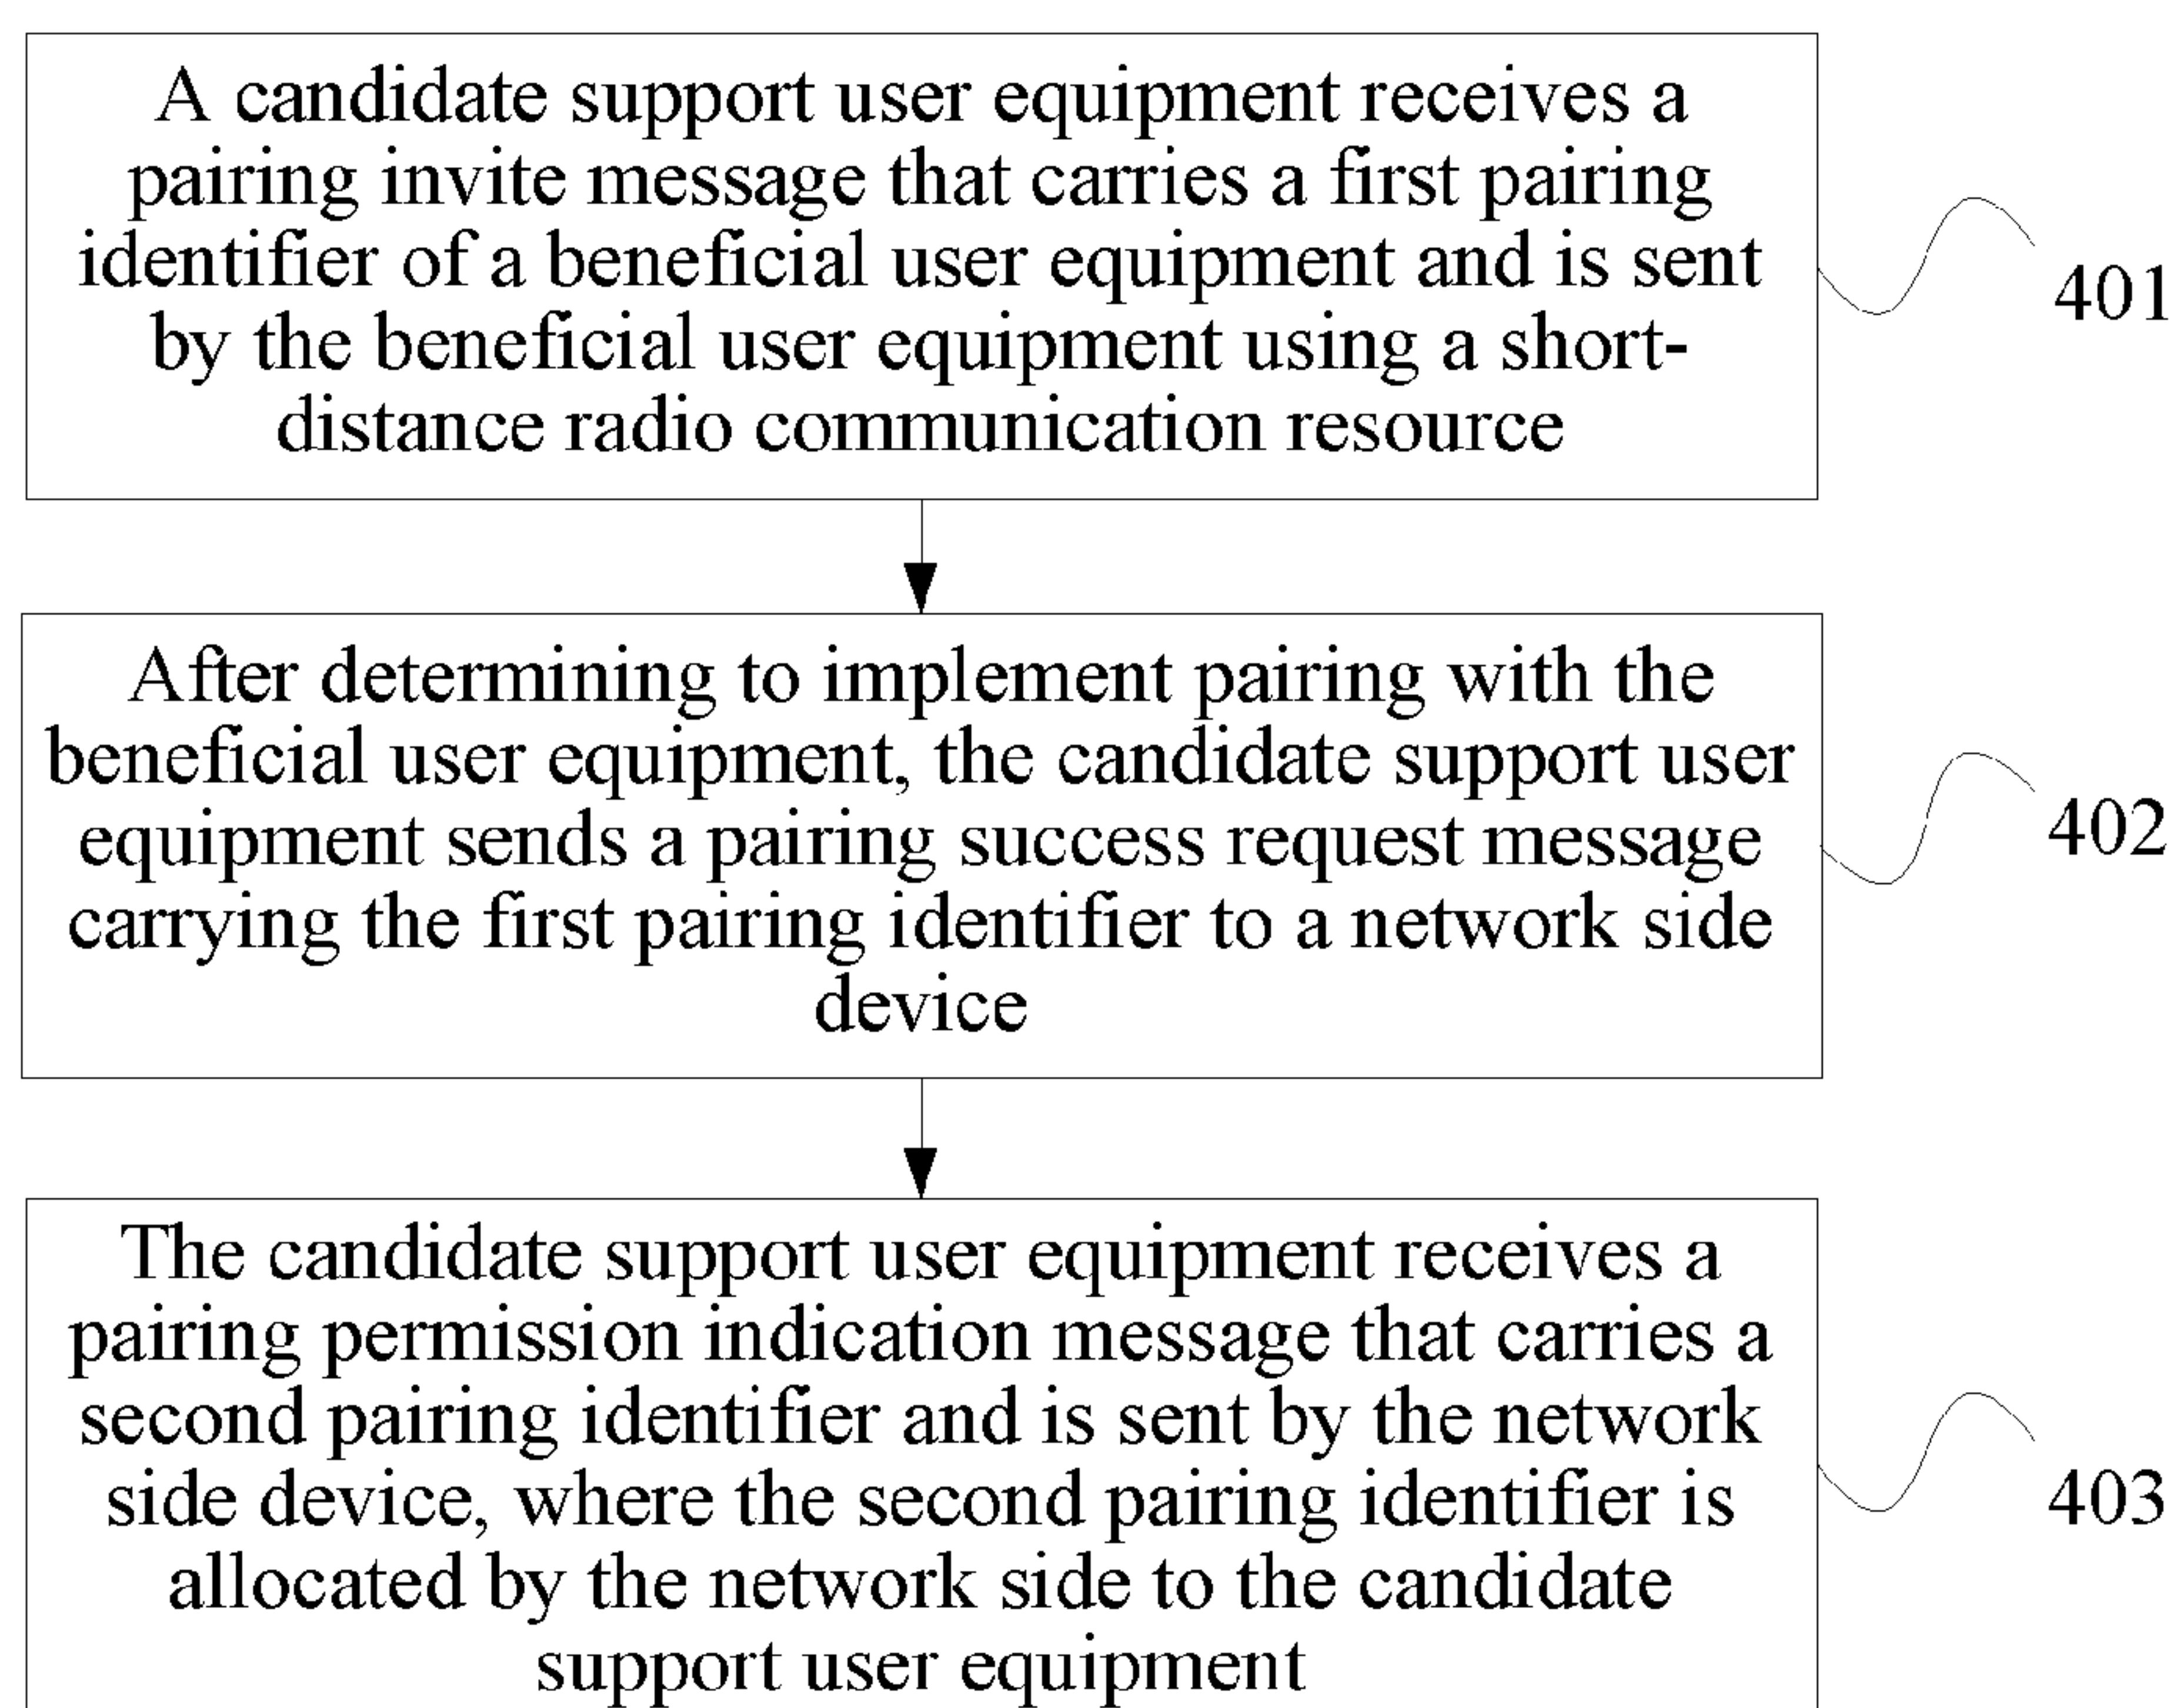 A candidate support user equipment receives a
pairing invite message that carries a first pairing
identifier of a beneficial user equipment and is sent
by the beneficial user equipment using a short-
distance radio communication resource
401
After determining to implement pairing with the
beneficial user equipment, the candidate support user
equipment sends a pairing success request message
carrying the first pairing identifier to a network side
device
402
The candidate support user equipment receives a
pairing permission indication message that carries a
second pairing identifier and is sent by the network
side device, where the second pairing identifier is
allocated by the network side to the candidate
support user equipment
403